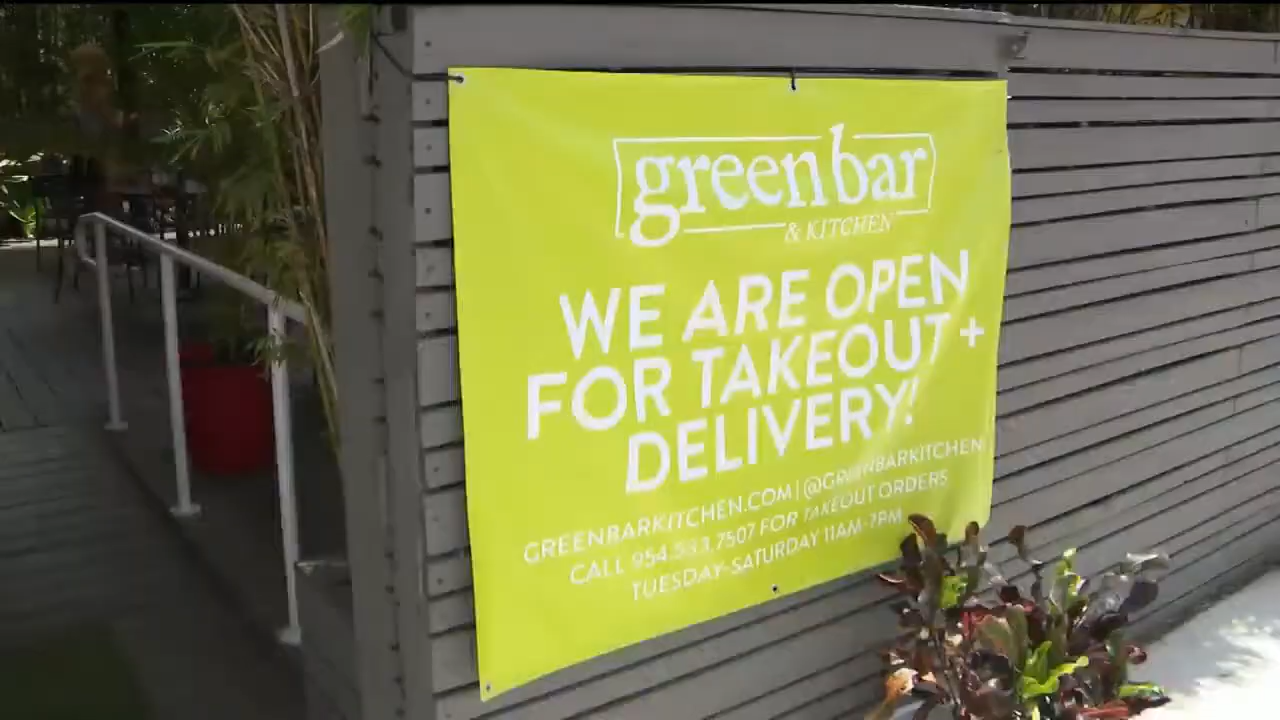 greenbar
& KITCHEN
WE ARE OPEN
FOR TAKEOUT +
DELIVERY!
GREENBARKITCHEN.COM | @GREENBARKITCHEN
CALL 954.533.7507 FOR TAKEOUT ORDERS
TUESDAY-SATURDAY 11AM-7PM